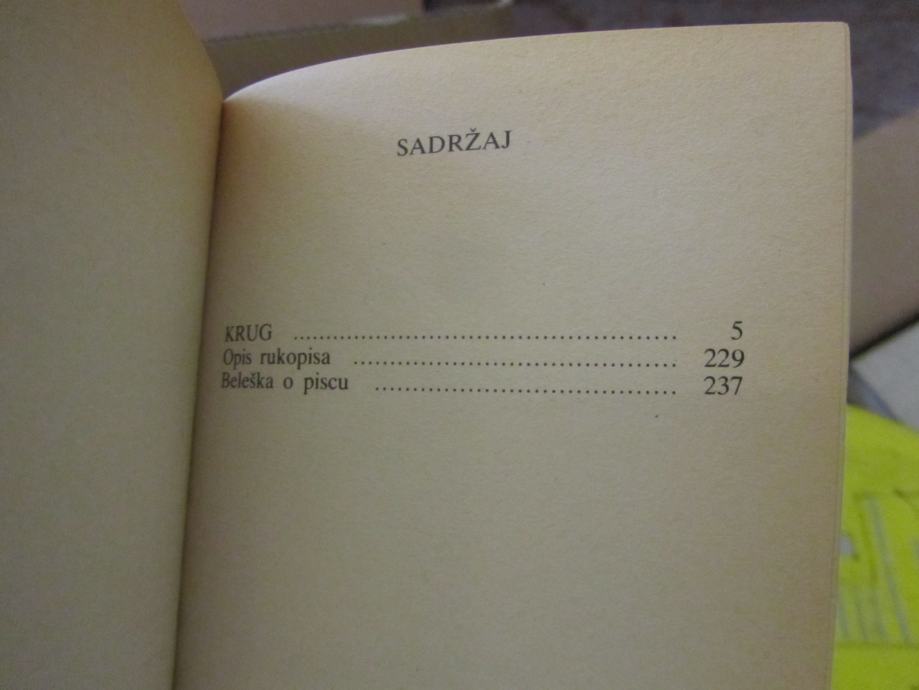 SADRŽAJ
KRUG ................................................ 5
Opis rukopisa ........................................ 229
Beleška o piscu ..................................... 237